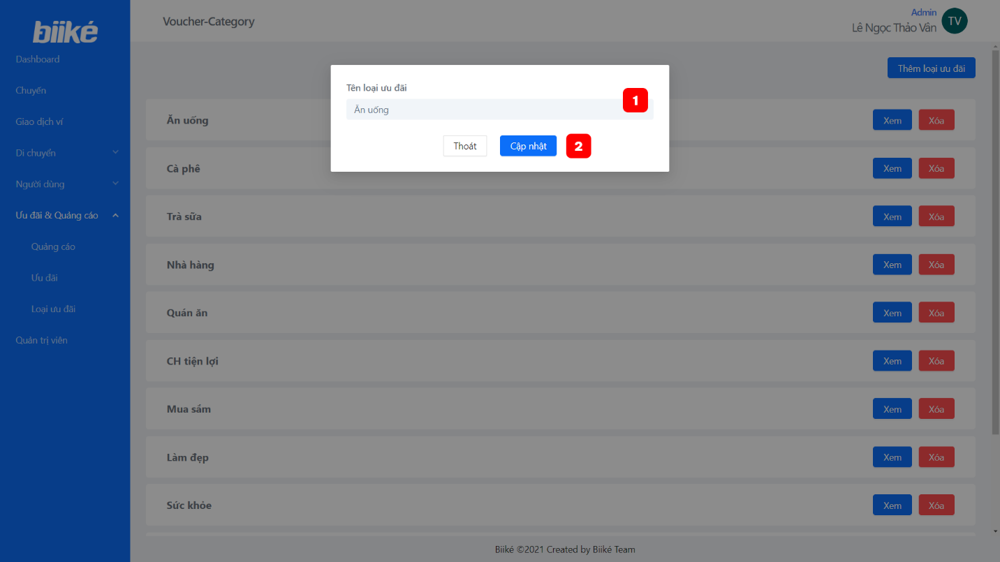 biiké
Dashboard
Chuyến
Giao dịch ví
Di chuyển
Người dùng
Ưu đãi & Quảng cáo
Quảng cáo
Ưu đãi
Loại ưu đãi
Quản trị viên
Voucher-Category
Admin
Lê Ngọc Thảo Vân
TV
Thêm loại ưu đãi
Tên loại ưu đãi
1
Ăn uống
Thoát
Cập nhật
2
Ăn uống
Xem
Xóa
Cà phê
Xem
Xóa
Trà sữa
Xem
Xóa
Nhà hàng
Xem
Xóa
Quán ăn
Xem
Xóa
CH tiện lợi
Xem
Xóa
Mua sắm
Xem
Xóa
Làm đẹp
Xem
Xóa
Sức khỏe
Xem
Xóa
Biiké ©2021 Created by Biiké Team